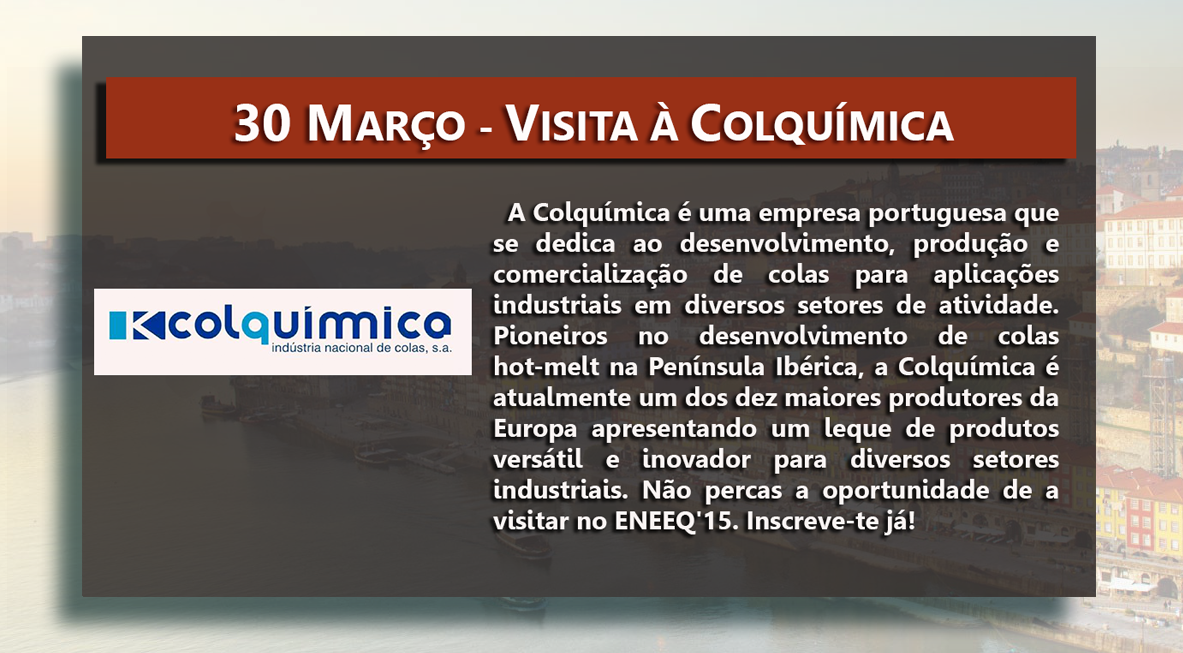 30 MARÇO - VISITA À COLQUÍMICA
A Colquímica é uma empresa portuguesa que
se dedica ao desenvolvimento, produção e
comercialização de colas para aplicações
industriais em diversos setores de atividade.
Pioneiros no desenvolvimento de colas
hot-melt na Península Ibérica, a Colquímica é
atualmente um dos dez maiores produtores da
Europa apresentando um leque de produtos
versátil e inovador para diversos setores
industriais. Não percas a oportunidade de a
visitar no ENEEQ'15. Inscreve-te já!
colquímica
indústria nacional de colas, s.a.